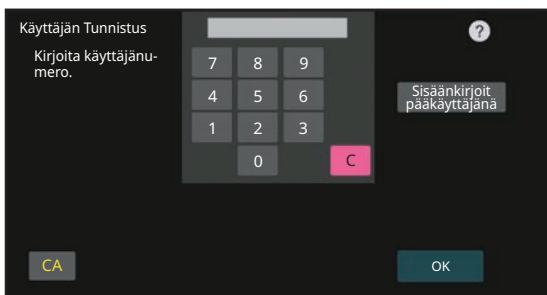 Käyttäjän Tunnistus
?
Kirjoita käyttäjänu-
mero.
7 8 9
4 5 6
Sisäänkirjoit
pääkäyttäjänä
1 2 3
0 C
CA
OK